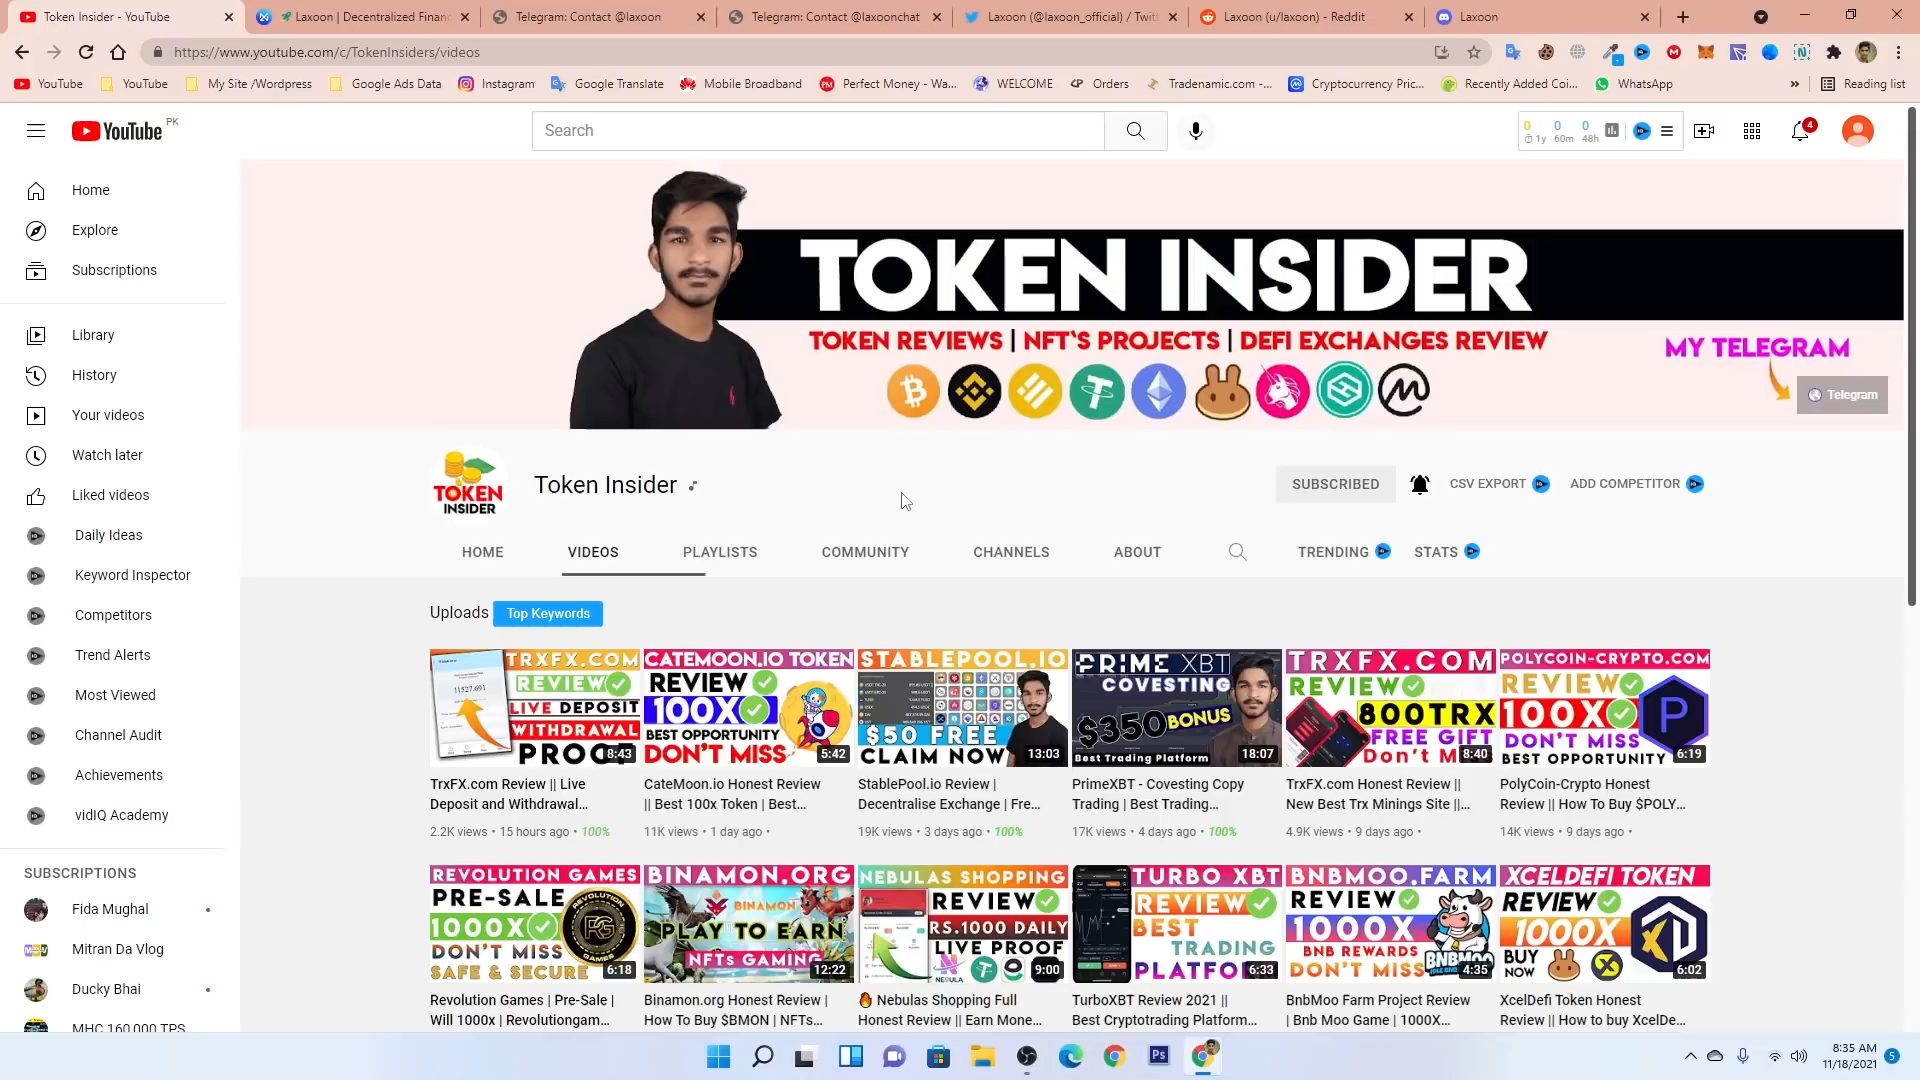 Token Insider - YouTube
Laxoon | Decentralized Financ
Telegram: Contact @laxoon
Telegram: Contact @laxoonchat
Laxoon (@laxoon_official) / Twitt
Laxoon (u/laxoon) - Reddit
Laxoon
https://www.youtube.com/c/TokenInsiders/videos
YouTube
YouTube
My Site /Wordpress
Google Ads Data
Instagram
Google Translate
Mobile Broadband
Perfect Money - Wa...
WELCOME
Orders
Tradenamic.com -...
Cryptocurrency Pric...
Recently Added Coi...
WhatsApp
Reading list
YouTube PK
Search
0 0 0
1y 60m 48h
4
Home
Explore
Subscriptions
Library
History
Your videos
Watch later
Liked videos
Daily Ideas
Keyword Inspector
Competitors
Trend Alerts
Most Viewed
Channel Audit
Achievements
vidIQ Academy
SUBSCRIPTIONS
Fida Mughal
Mitran Da Vlog
Ducky Bhai
MHC 160,000 TPS
TOKEN INSIDER
TOKEN REVIEWS | NFT'S PROJECTS | DEFI EXCHANGES REVIEW
MY TELEGRAM
Telegram
TOKEN
INSIDER
Token Insider
SUBSCRIBED
CSV EXPORT
ADD COMPETITOR
HOME
VIDEOS
PLAYLISTS
COMMUNITY
CHANNELS
ABOUT
TRENDING
STATS
Uploads
Top Keywords
TRXFX.COM
REVIEW
LIVE DEPOSIT
WITHDRAWAL
PROOF
11527.691
8:43
TrxFX.com Review || Live
Deposit and Withdrawal...
2.2K views • 15 hours ago • 100%
CATEMOON.IO TOKEN
REVIEW
100X
BEST OPPORTUNITY
DON'T MISS
5:42
CateMoon.io Honest Review
|| Best 100x Token | Best...
11K views • 1 day ago •
STABLEPOOL.IO
$50 FREE
CLAIM NOW
13:03
StablePool.io Review |
Decentralise Exchange | Fre...
19K views • 3 days ago • 100%
PRIME XBT
COVESTING
$350 BONUS
Best Trading Platform
18:07
PrimeXBT - Covesting Copy
Trading | Best Trading...
17K views • 4 days ago • 100%
TRXFX.COM
REVIEW
800TRX
FREE GIFT
Don't M
8:40
TrxFX.com Honest Review ||
New Best Trx Minings Site ||...
4.9K views • 9 days ago •
POLYCOIN-CRYPTO.COM
REVIEW
100X
DON'T MISS
BEST OPPORTUNITY
6:19
PolyCoin-Crypto Honest
Review || How To Buy $POLY...
14K views • 9 days ago •
REVOLUTION GAMES
PRE-SALE
1000X
DON'T MISS
SAFE & SECURE
6:18
Revolution Games | Pre-Sale |
Will 1000x | Revolutiongam...
BINAMON.ORG
BINAMON
PLAY TO EARN
NFTS GAMING
12:22
Binamon.org Honest Review |
How To Buy $BMON | NFTs...
NEBULAS SHOPPING
REVIEW
RS.1000 DAILY
LIVE PROOF
NEBULA
9:00
🔥 Nebulas Shopping Full
Honest Review || Earn Mone...
TURBO XBT
REVIEW
BEST
TRADING
PLATFO
6:33
TurboXBT Review 2021 ||
Best Cryptotrading Platform...
BNBMOO.FARM
REVIEW
1000X
BNB REWARDS
DON'T MISS
BNBMOO
4:35
BnbMoo Farm Project Review
| Bnb Moo Game | 1000X...
XCELDEFI TOKEN
REVIEW
1000X
BUY
NOW
6:02
XcelDefi Token Honest
Review || How to buy XcelDe...
8:35 AM
11/18/2021
5